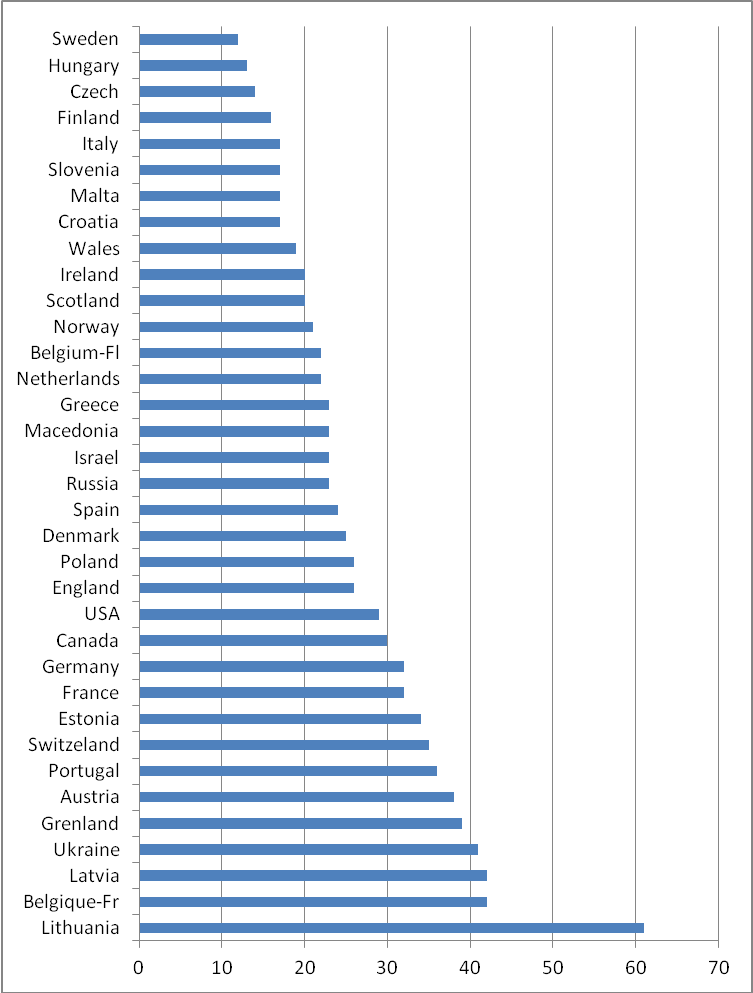 Sweden
Hungary
Czech
Finland
Italy
Slovenia
Malta
Croatia
Wales
Ireland
Scotland
Norway
Belgium-Fl
Netherlands
Greece
Macedonia
Israel
Russia
Spain
Denmark
Poland
England
USA
Canada
Germany
France
Estonia
Switzeland
Portugal
Austria
Grenland
Ukraine
Latvia
Belgique-Fr
Lithuania
0 10 20 30 40 50 60 70